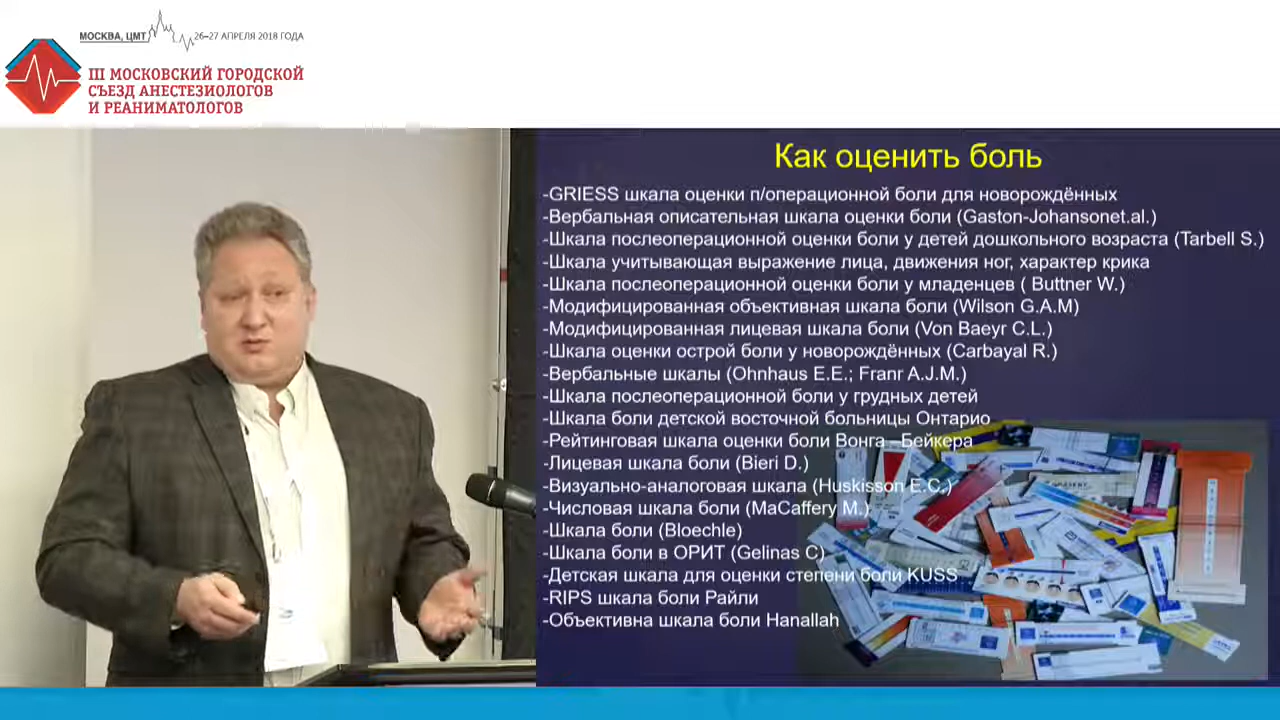 МОСКВА, ЦМТ 26–27 АПРЕЛЯ 2018 ГОДА
III МОСКОВСКИЙ ГОРОДСКОЙ
СЪЕЗД АНЕСТЕЗИОЛОГОВ
И РЕАНИМАТОЛОГОВ
Как оценить боль
-GRIESS шкала оценки п/операционной боли для новорождённых
-Вербальная описательная шкала оценки боли (Gaston-Johansonet.al.)
-Шкала послеоперационной оценки боли у детей дошкольного возраста (Tarbell S.)
-Шкала учитывающая выражение лица, движения ног, характер крика
-Шкала послеоперационной оценки боли у младенцев ( Buttner W.)
-Модифицированная объективная шкала боли (Wilson G.A.M)
-Модифицированная лицевая шкала боли (Von Baeyr C.L.)
-Шкала оценки острой боли у новорождённых (Carbayal R.)
-Вербальные шкалы (Ohnhaus E.E.; Franr A.J.M.)
-Шкала послеоперационной боли у грудных детей
-Шкала боли детской восточной больницы Онтарио
-Рейтинговая шкала оценки боли Вонга –Бейкера
-Лицевая шкала боли (Bieri D.)
-Визуально-аналоговая шкала (Huskisson E.C.)
-Числовая шкала боли (MaCaffery M.)
-Шкала боли (Bloechle)
-Шкала боли в ОРИТ (Gelinas C)
-Детская шкала для оценки степени боли KUSS
-RIPS шкала боли Райли
-Объективна шкала боли Hanallah